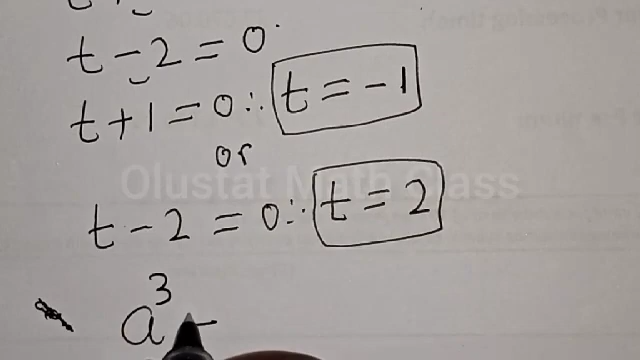 t - 2 = 0
t + 1 = 0 ∴ t = -1
or
Olustat Math Class
t - 2 = 0 ∴ t = 2
a³ -